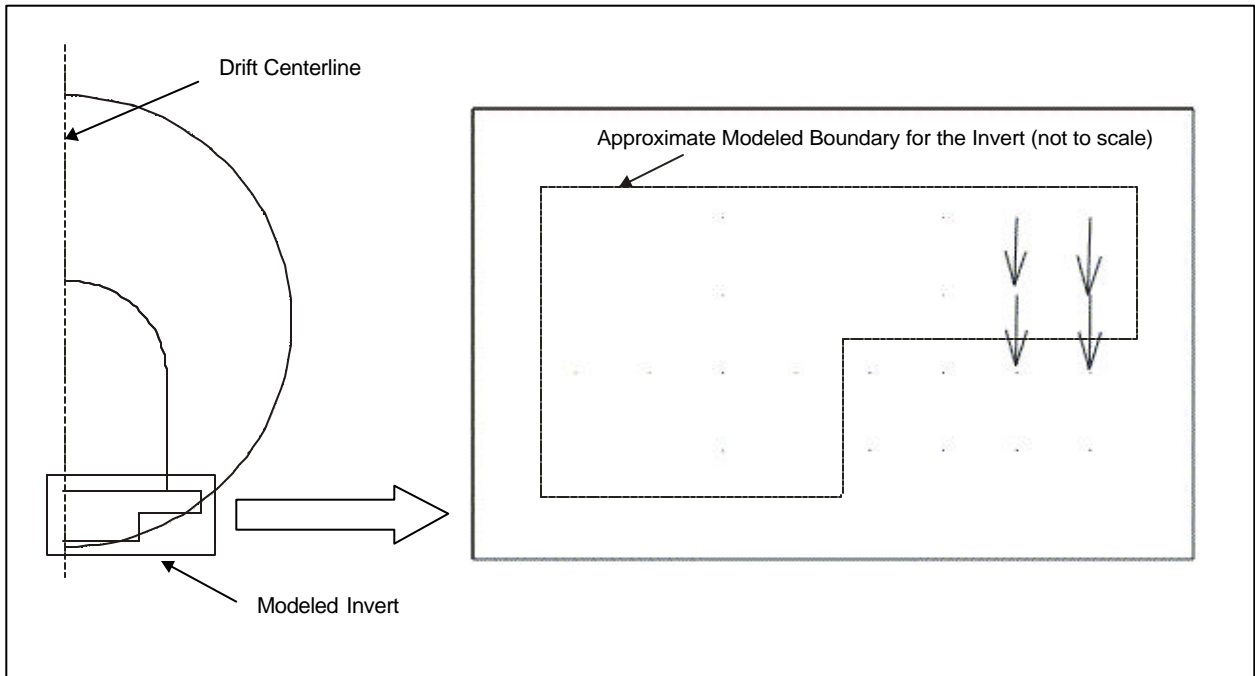 Drift Centerline
Approximate Modeled Boundary for the Invert (not to scale)
Modeled Invert